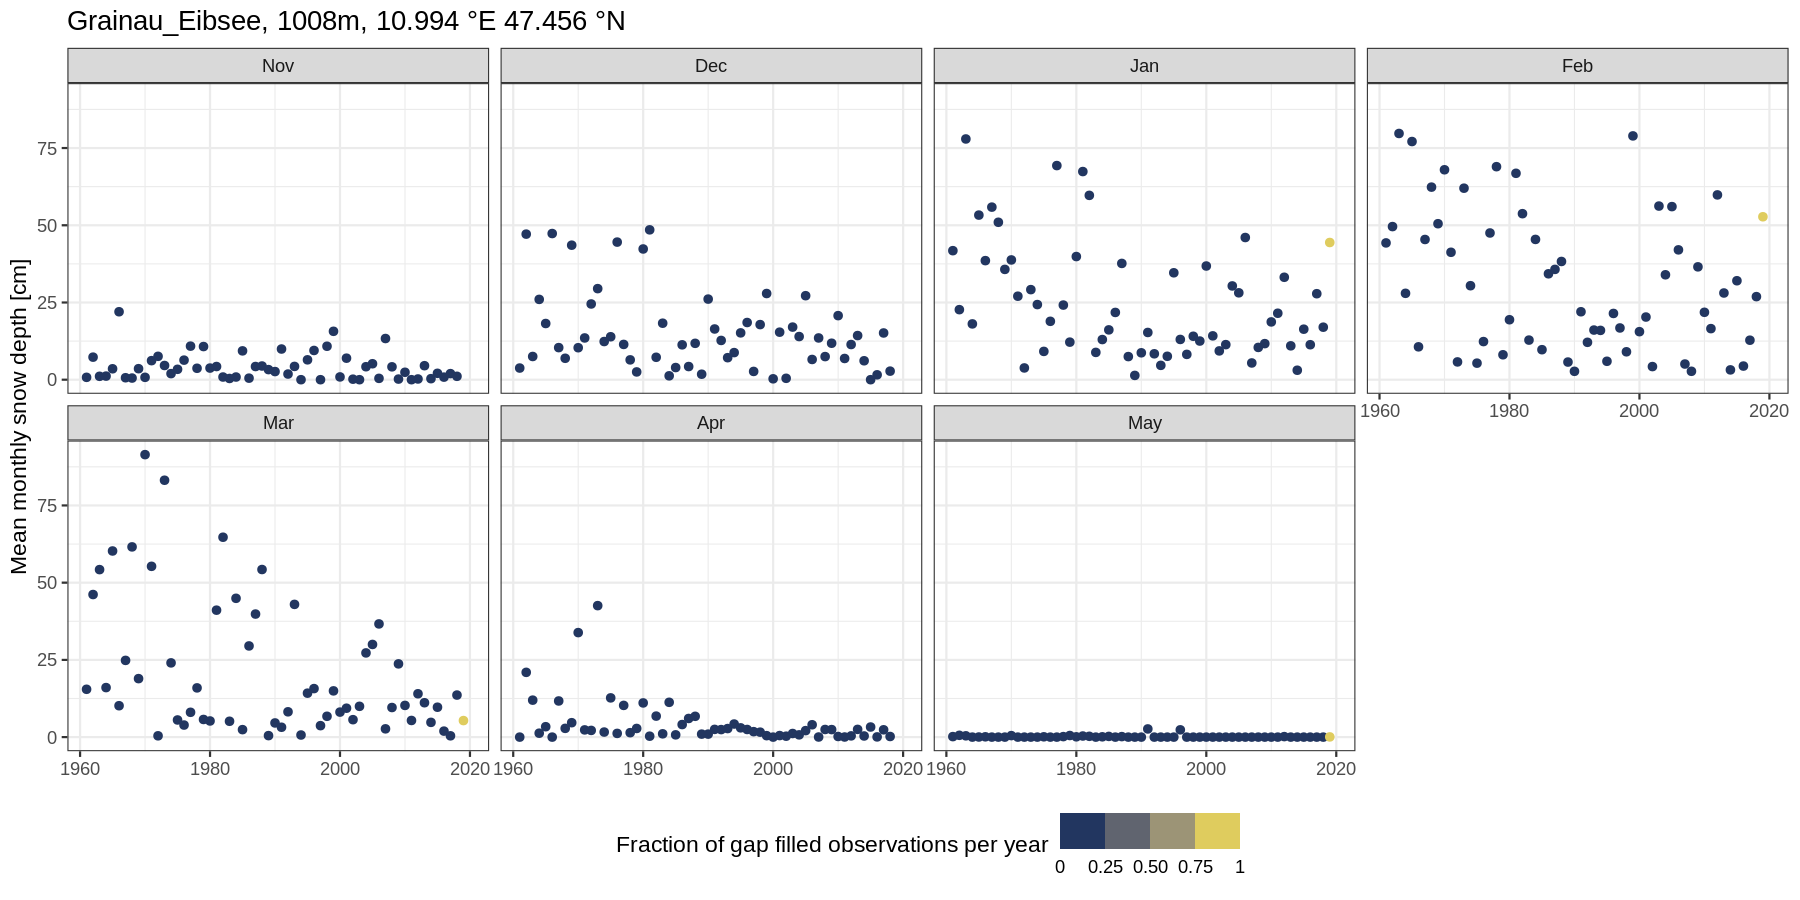 Grainau_Eibsee, 1008m, 10.994 °E 47.456 °N
Nov Dec Jan Feb
75
50
25
0
1960 1980 2000 2020
Mean monthly snow depth [cm]
Mar Apr May
75
50
25
0
1960 1980 2000 2020 1960 1980 2000 2020 1960 1980 2000 2020
Fraction of gap filled observations per year
0 0.25 0.50 0.75 1